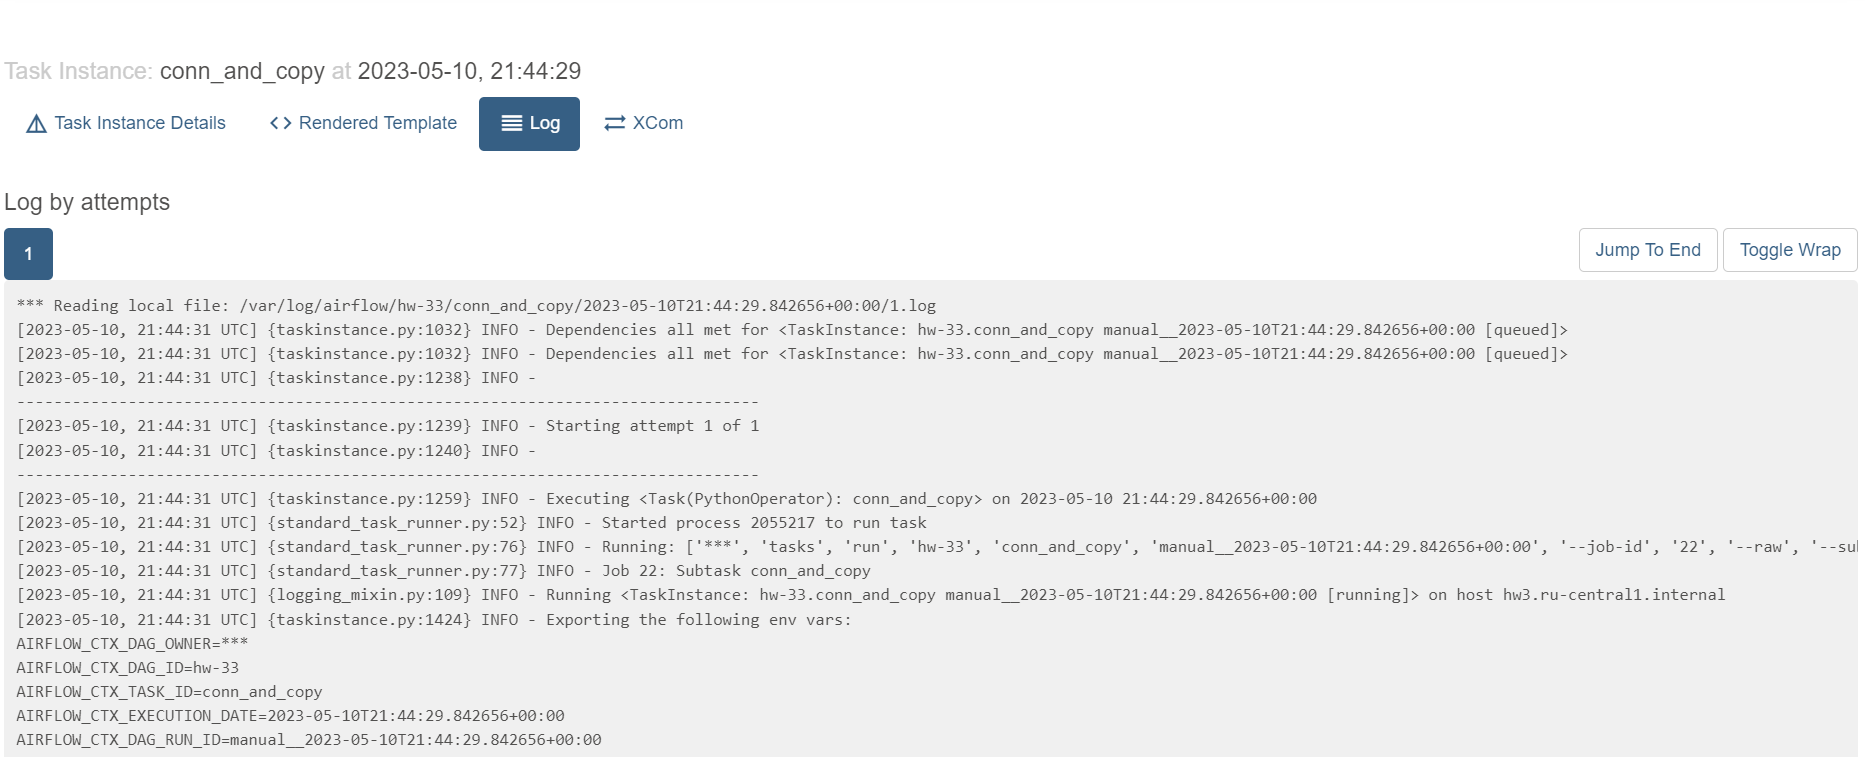 Task Instance: conn_and_copy at 2023-05-10, 21:44:29
Task Instance Details Rendered Template Log XCom
Log by attempts
1 Jump To End Toggle Wrap
*** Reading local file: /var/log/airflow/hw-33/conn_and_copy/2023-05-10T21:44:29.842656+00:00/1.log
[2023-05-10, 21:44:31 UTC] {taskinstance.py:1032} INFO - Dependencies all met for <TaskInstance: hw-33.conn_and_copy manual__2023-05-10T21:44:29.842656+00:00 [queued]>
[2023-05-10, 21:44:31 UTC] {taskinstance.py:1032} INFO - Dependencies all met for <TaskInstance: hw-33.conn_and_copy manual__2023-05-10T21:44:29.842656+00:00 [queued]>
[2023-05-10, 21:44:31 UTC] {taskinstance.py:1238} INFO -
--------------------------------------------------------------------------------
[2023-05-10, 21:44:31 UTC] {taskinstance.py:1239} INFO - Starting attempt 1 of 1
[2023-05-10, 21:44:31 UTC] {taskinstance.py:1240} INFO -
--------------------------------------------------------------------------------
[2023-05-10, 21:44:31 UTC] {taskinstance.py:1259} INFO - Executing <Task(PythonOperator): conn_and_copy> on 2023-05-10 21:44:29.842656+00:00
[2023-05-10, 21:44:31 UTC] {standard_task_runner.py:52} INFO - Started process 2055217 to run task
[2023-05-10, 21:44:31 UTC] {standard_task_runner.py:76} INFO - Running: ['***', 'tasks', 'run', 'hw-33', 'conn_and_copy', 'manual__2023-05-10T21:44:29.842656+00:00', '--job-id', '22', '--raw', '--su
[2023-05-10, 21:44:31 UTC] {standard_task_runner.py:77} INFO - Job 22: Subtask conn_and_copy
[2023-05-10, 21:44:31 UTC] {logging_mixin.py:109} INFO - Running <TaskInstance: hw-33.conn_and_copy manual__2023-05-10T21:44:29.842656+00:00 [running]> on host hw3.ru-central1.internal
[2023-05-10, 21:44:31 UTC] {taskinstance.py:1424} INFO - Exporting the following env vars:
AIRFLOW_CTX_DAG_OWNER=***
AIRFLOW_CTX_DAG_ID=hw-33
AIRFLOW_CTX_TASK_ID=conn_and_copy
AIRFLOW_CTX_EXECUTION_DATE=2023-05-10T21:44:29.842656+00:00
AIRFLOW_CTX_DAG_RUN_ID=manual__2023-05-10T21:44:29.842656+00:00